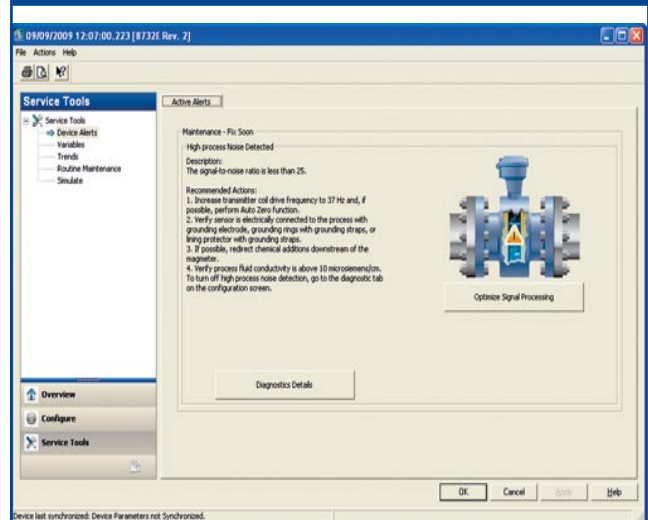 09/09/2009 12:07:00.223 [8732E Rev. 2]
File Actions Help
Service Tools
Service Tools
Device Alerts
Variables
Trends
Routine Maintenance
Simulate
Overview
Configure
Service Tools
Active Alerts
Maintenance - Fix Soon
High process Noise Detected
Description:
The signal-to-noise ratio is less than 25.
Recommended Actions:
1. Increase transmitter coil drive frequency to 37 Hz and, if
possible, perform Auto Zero function.
2. Verify sensor is electrically connected to the process with
grounding electrode, grounding rings with grounding straps, or
lining protector with grounding straps.
3. If possible, redirect chemical additions downstream of the
magmeter.
4. Verify process fluid conductivity is above 10 microsiemens/cm.
To turn off high process noise detection, go to the diagnostic tab
on the configuration screen.
Optimize Signal Processing
Diagnostics Details
OK Cancel Apply Help
Device last synchronized: Device Parameters not Synchronized.